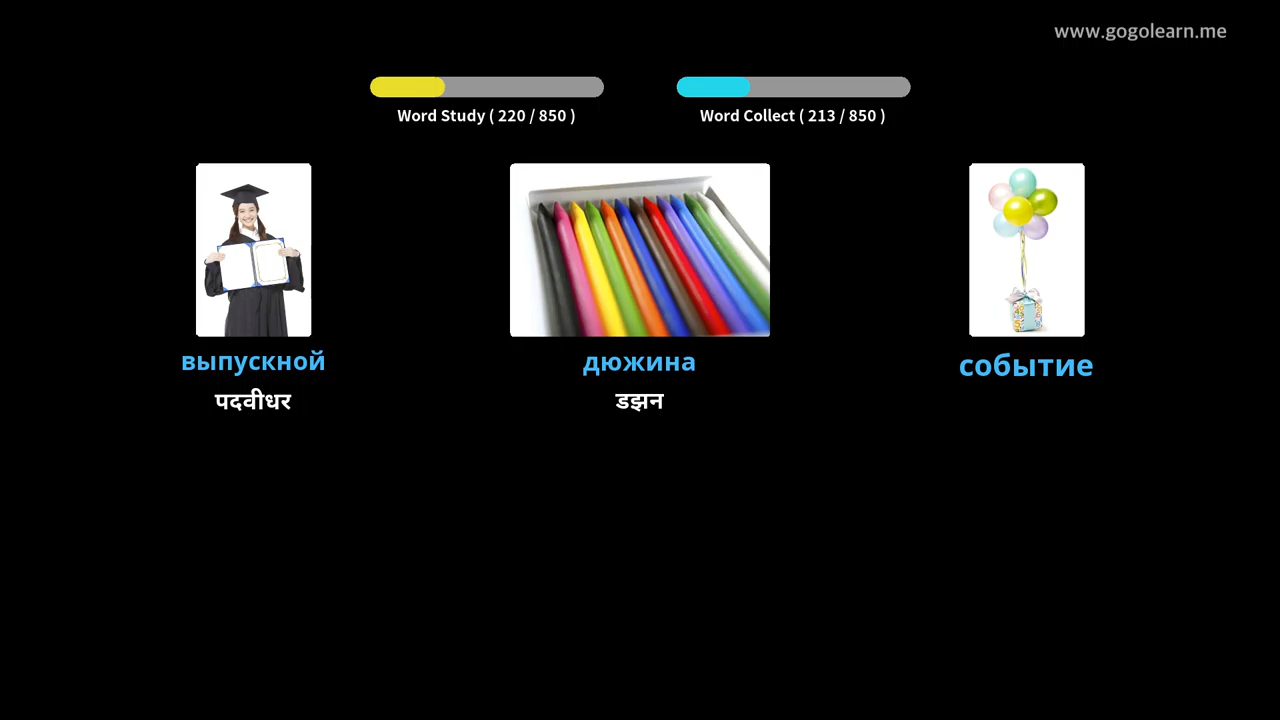 www.gogolearn.me
Word Study ( 220 / 850 )
Word Collect ( 213 / 850 )
выпускной
дюжина
событие
पदवीधर
डझन